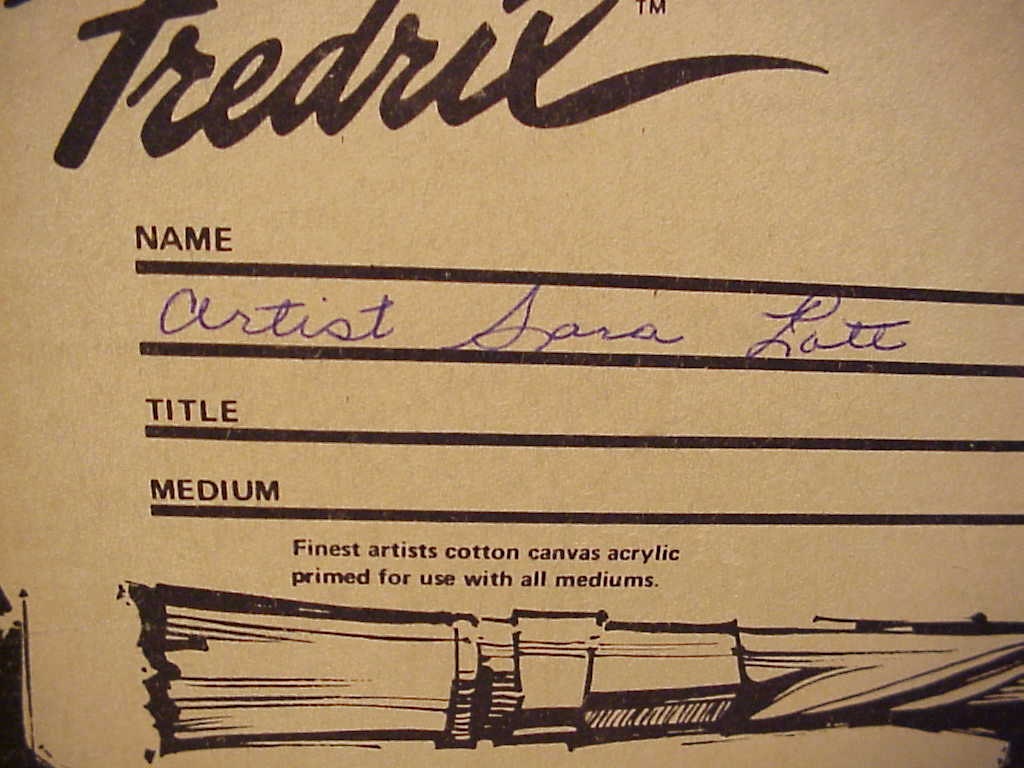 Fredrix™
NAME
Artist Sara Lott
TITLE
MEDIUM
Finest artists cotton canvas acrylic
primed for use with all mediums.